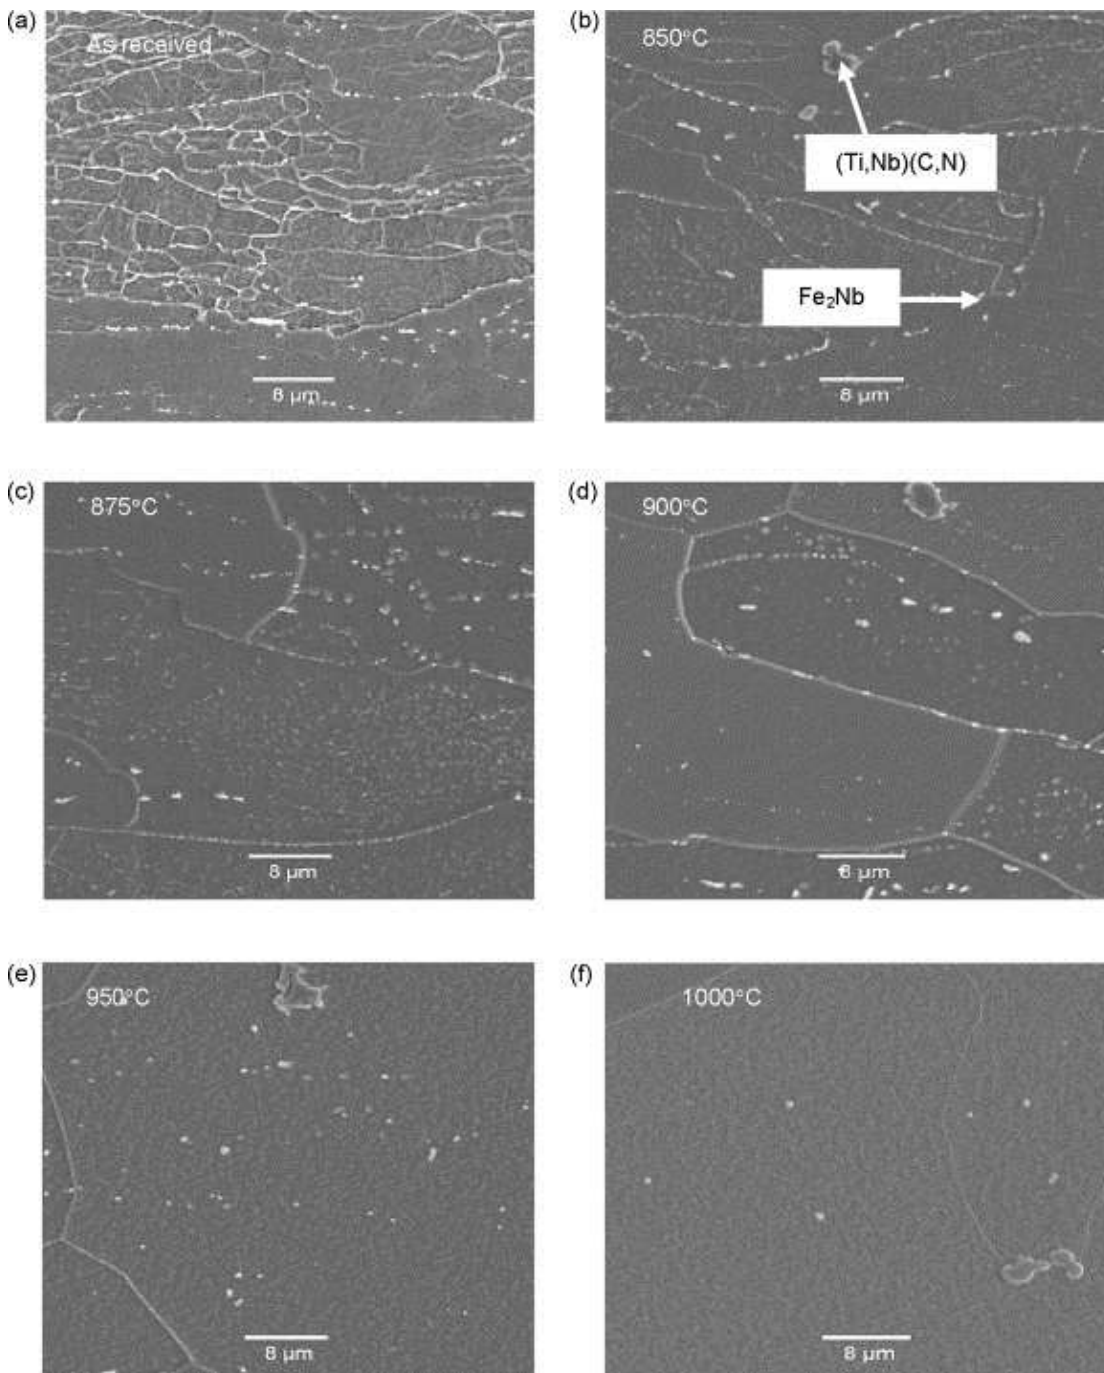 (a)
As received
8 µm
(b)
850°C
(Ti,Nb)(C,N)
Fe₂Nb
8 µm
(c)
875°C
8 µm
(d)
900°C
8 µm
(e)
950°C
8 µm
(f)
1000°C
8 µm